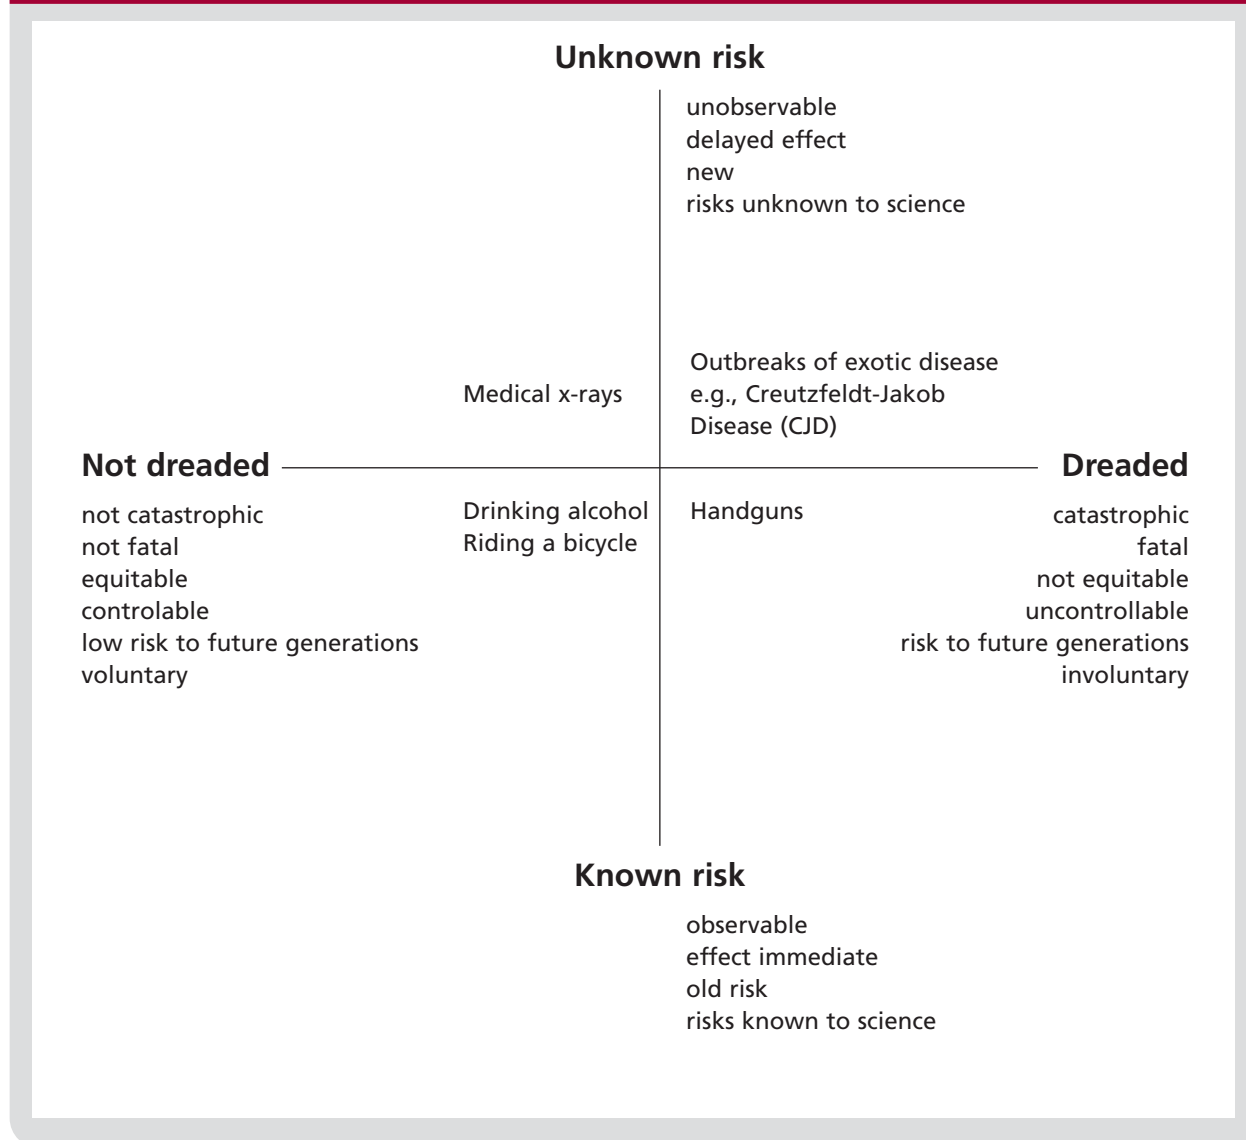 Unknown risk
unobservable
delayed effect
new
risks unknown to science
Medical x-rays
Outbreaks of exotic disease
e.g., Creutzfeldt-Jakob
Disease (CJD)
Not dreaded
Dreaded
not catastrophic
not fatal
equitable
controlable
low risk to future generations
voluntary
Drinking alcohol
Riding a bicycle
Handguns
catastrophic
fatal
not equitable
uncontrollable
risk to future generations
involuntary
Known risk
observable
effect immediate
old risk
risks known to science